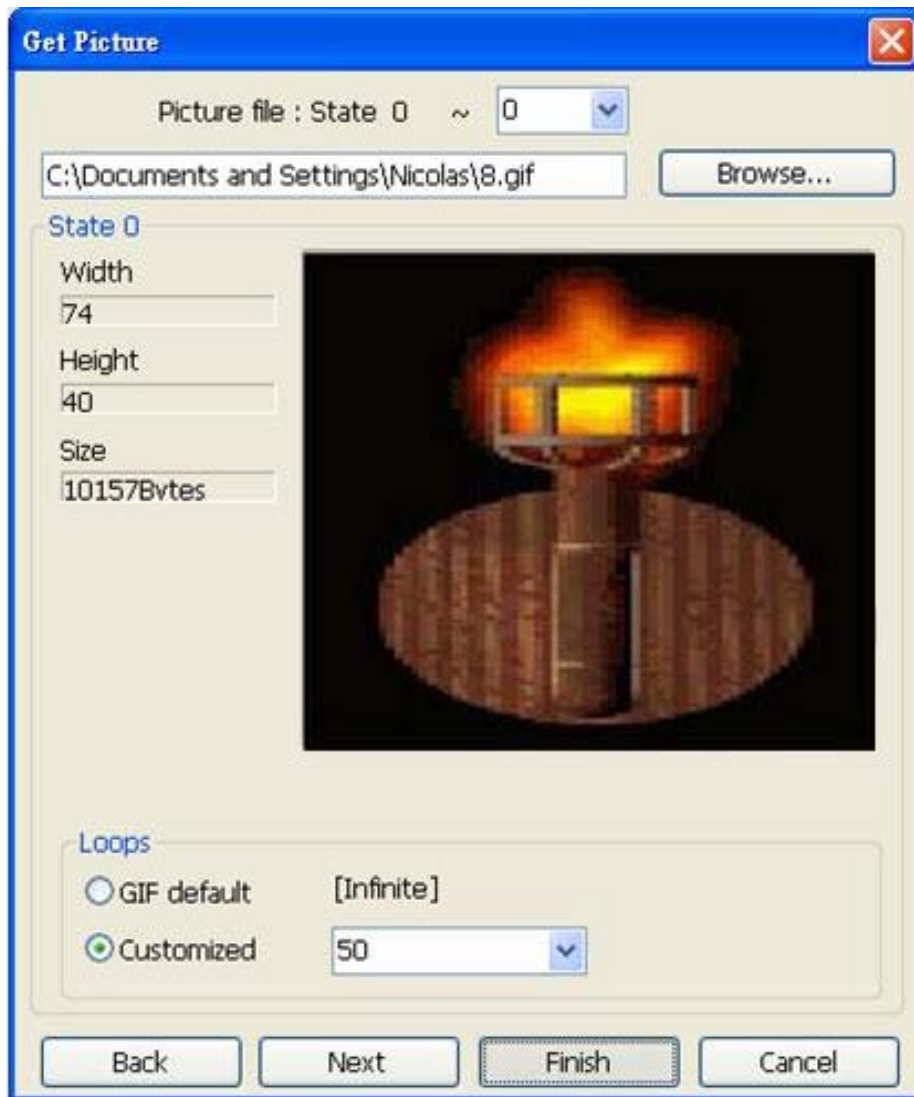 Get Picture
Picture file : State 0 ~ 0
C:\Documents and Settings\Nicolas\8.gif Browse...
State 0
Width
74
Height
40
Size
10157Bytes
Loops
GIF default [Infinite]
Customized 50
Back Next Finish Cancel